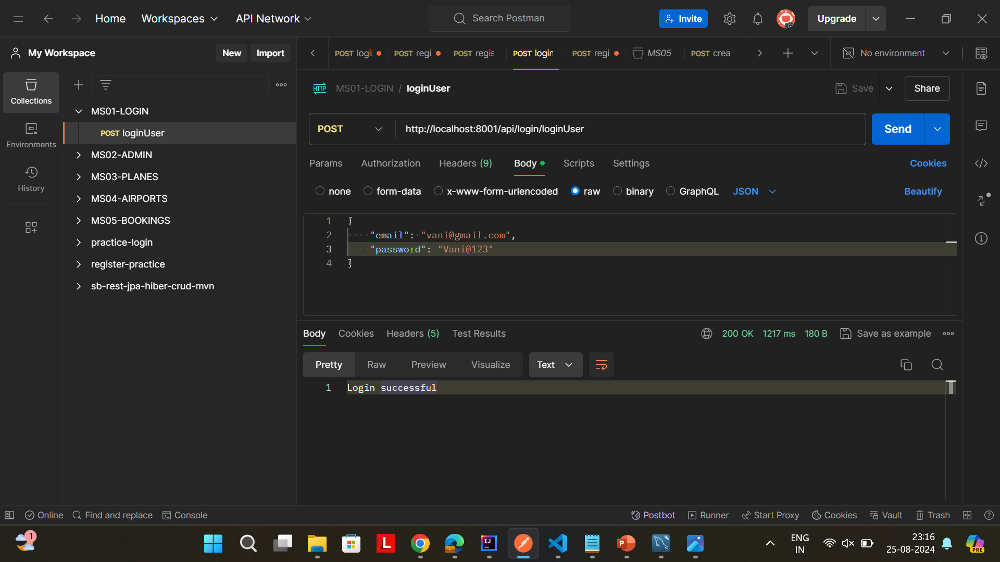 Home Workspaces API Network Search Postman Invite Upgrade
My Workspace New Import
POST logi POST regi POST regis POST login POST regi MS05 POST crea No environment
Collections
Environments
History
MS01-LOGIN
POST loginUser
MS02-ADMIN
MS03-PLANES
MS04-AIRPORTS
MS05-BOOKINGS
practice-login
register-practice
sb-rest-jpa-hiber-crud-mvn
HTTP MS01-LOGIN / loginUser Save Share
POST http://localhost:8001/api/login/loginUser Send
Params Authorization Headers (9) Body Scripts Settings Cookies
none form-data x-www-form-urlencoded raw binary GraphQL JSON Beautify
1 {
2 "email": "vani@gmail.com",
3 "password": "Vani@123"
4 }
Body Cookies Headers (5) Test Results 200 OK 1217 ms 180 B Save as example
Pretty Raw Preview Visualize Text
1 Login successful
Online Find and replace Console Postbot Runner Start Proxy Cookies Vault Trash
1 L IJ P ENG 23:16 PRE
IN 25-08-2024